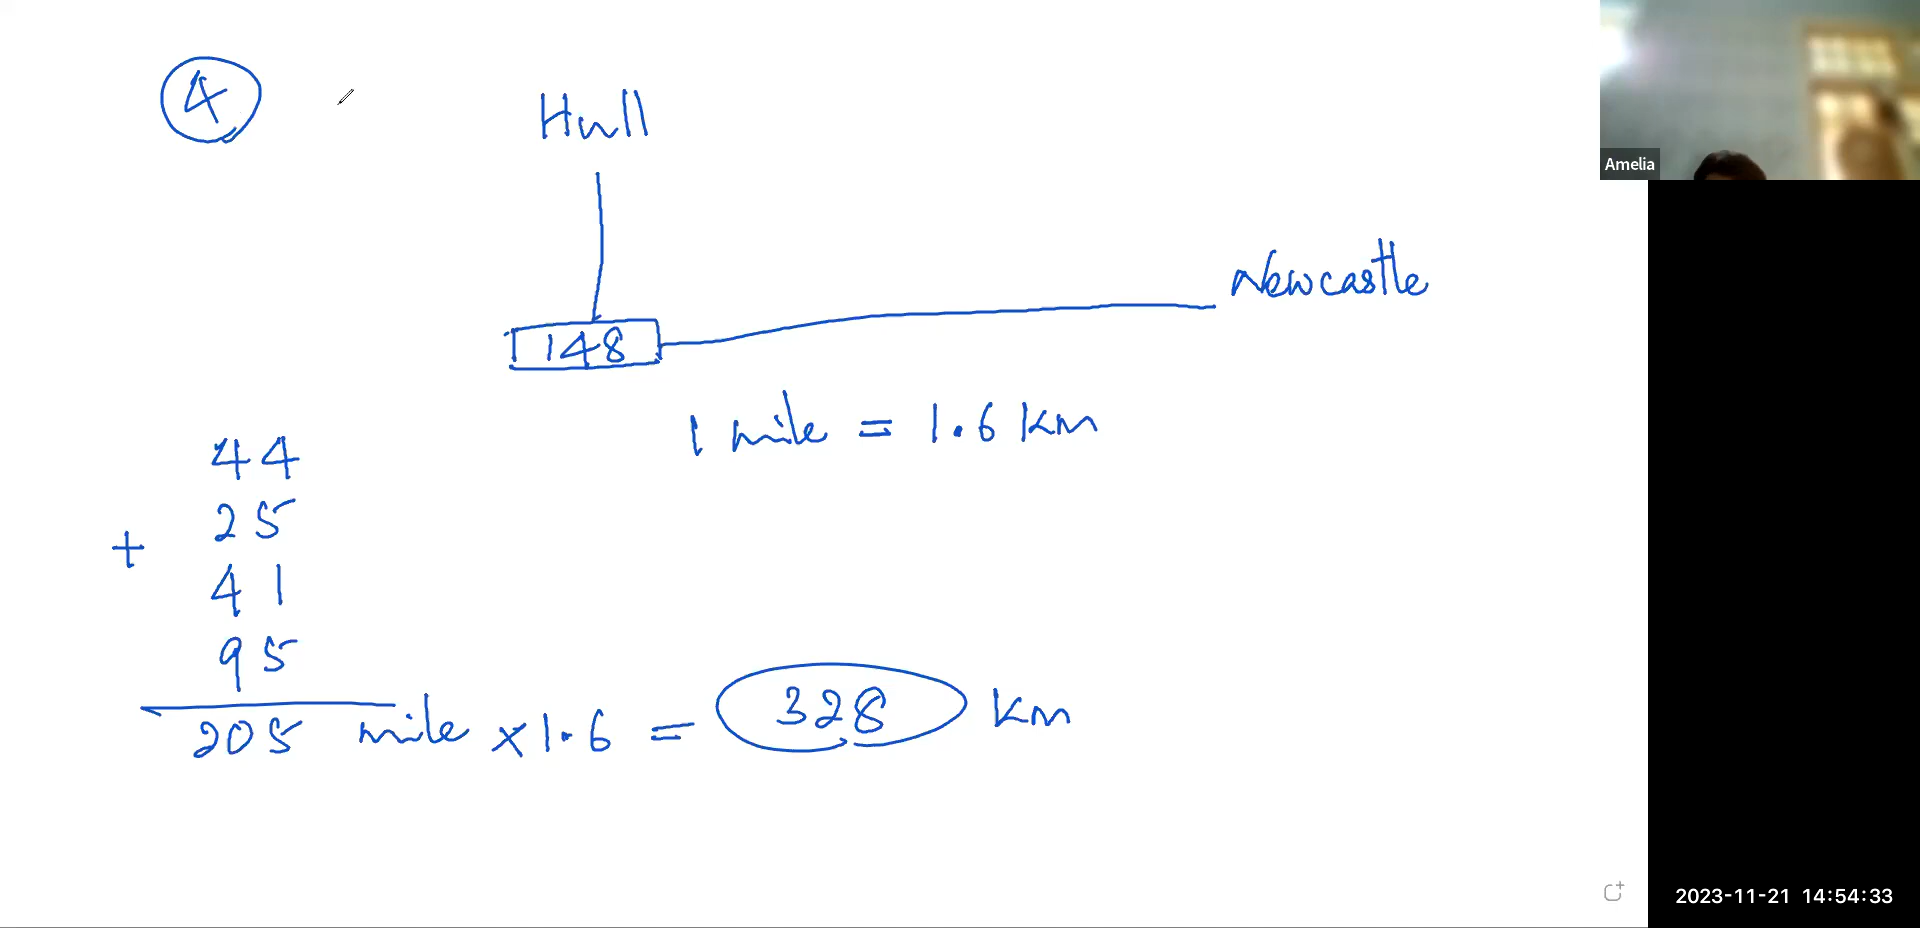 4
Hull
Newcastle
148
1 mile = 1.6 km
44
25
+
41
95
205 mile × 1.6 = 328 km
Amelia
2023-11-21 14:54:33